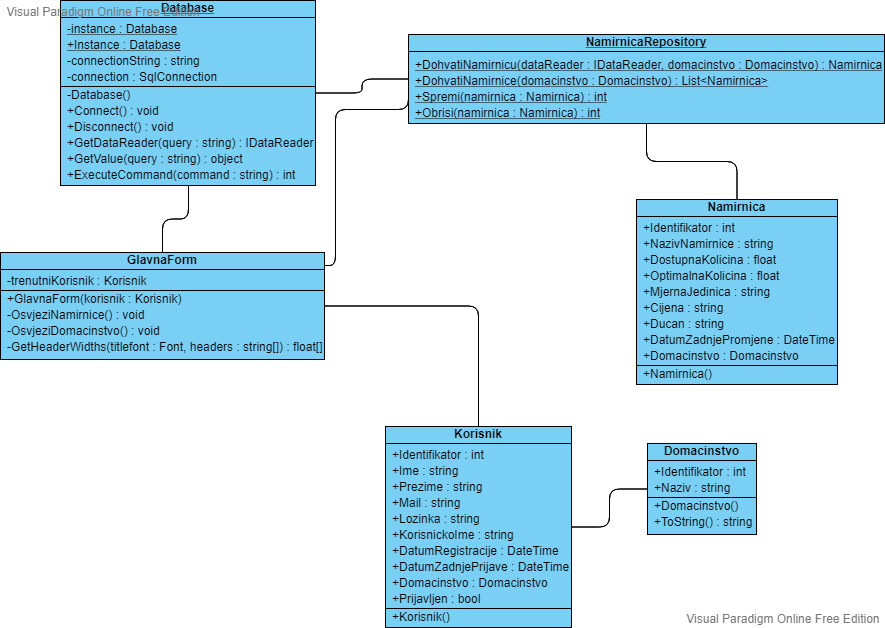 Visual Paradigm Online Free Edition
Database
-instance : Database
+Instance : Database
-connectionString : string
-connection : SqlConnection
-Database()
+Connect() : void
+Disconnect() : void
+GetDataReader(query : string) : IDataReader
+GetValue(query : string) : object
+ExecuteCommand(command : string) : int
NamirnicaRepository
+DohvatiNamirnicu(dataReader : IDataReader, domacinstvo : Domacinstvo) : Namirnica
+DohvatiNamirnice(domacinstvo : Domacinstvo) : List<Namirnica>
+Spremi(namirnica : Namirnica) : int
+Obrisi(namirnica : Namirnica) : int
Namirnica
+Identifikator : int
+NazivNamirnice : string
+DostupnaKolicina : float
+OptimalnaKolicina : float
+MjernaJedinica : string
+Cijena : string
+Ducan : string
+DatumZadnjePromjene : DateTime
+Domacinstvo : Domacinstvo
+Namirnica()
GlavnaForm
-trenutniKorisnik : Korisnik
+GlavnaForm(korisnik : Korisnik)
-OsvjeziNamirnice() : void
-OsvjeziDomacinstvo() : void
-GetHeaderWidths(titlefont : Font, headers : string[]) : float[]
Korisnik
+Identifikator : int
+Ime : string
+Prezime : string
+Mail : string
+Lozinka : string
+KorisnickoIme : string
+DatumRegistracije : DateTime
+DatumZadnjePrijave : DateTime
+Domacinstvo : Domacinstvo
+Prijavljen : bool
+Korisnik()
Domacinstvo
+Identifikator : int
+Naziv : string
+Domacinstvo()
+ToString() : string
Visual Paradigm Online Free Edition